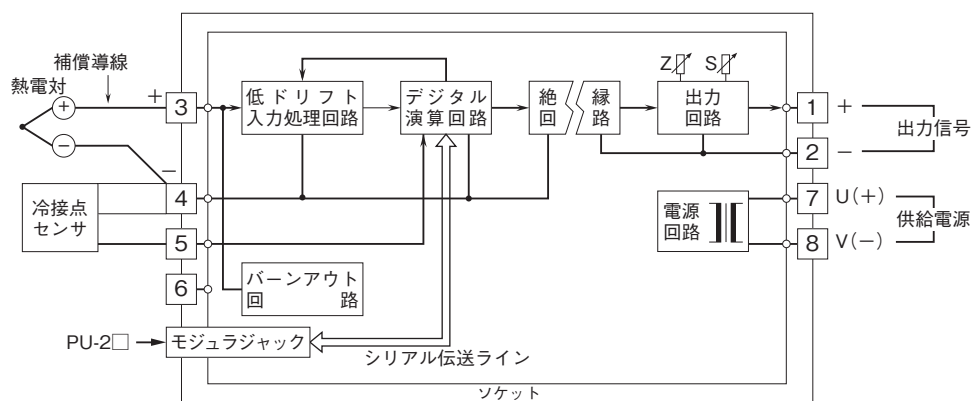 補償導線
熱電対
+
−
+
−
3
4
5
6
冷接点
センサ
低ドリフト
入力処理回路
デジタル
演算回路
絶縁
回路
Z
S
出力
回路
1
+
2
−
出力信号
7
U(+)
8
V(−)
供給電源
電源
回路
バーンアウト
回路
PU-2□
モジュラジャック
シリアル伝送ライン
ソケット